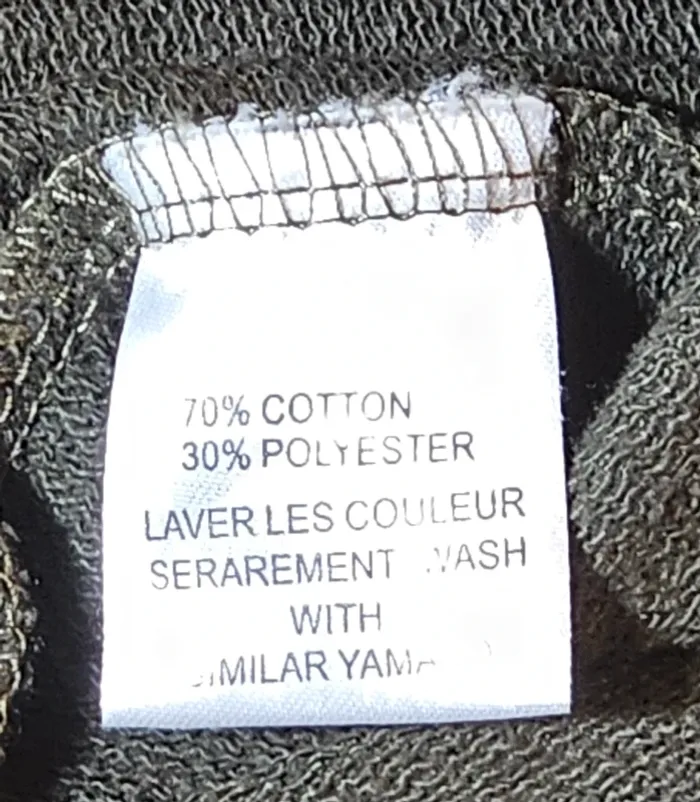 70% COTTON
30% POLYESTER
LAVER LES COULEUR
SERAREMENT WASH
WITH
SIMILAR